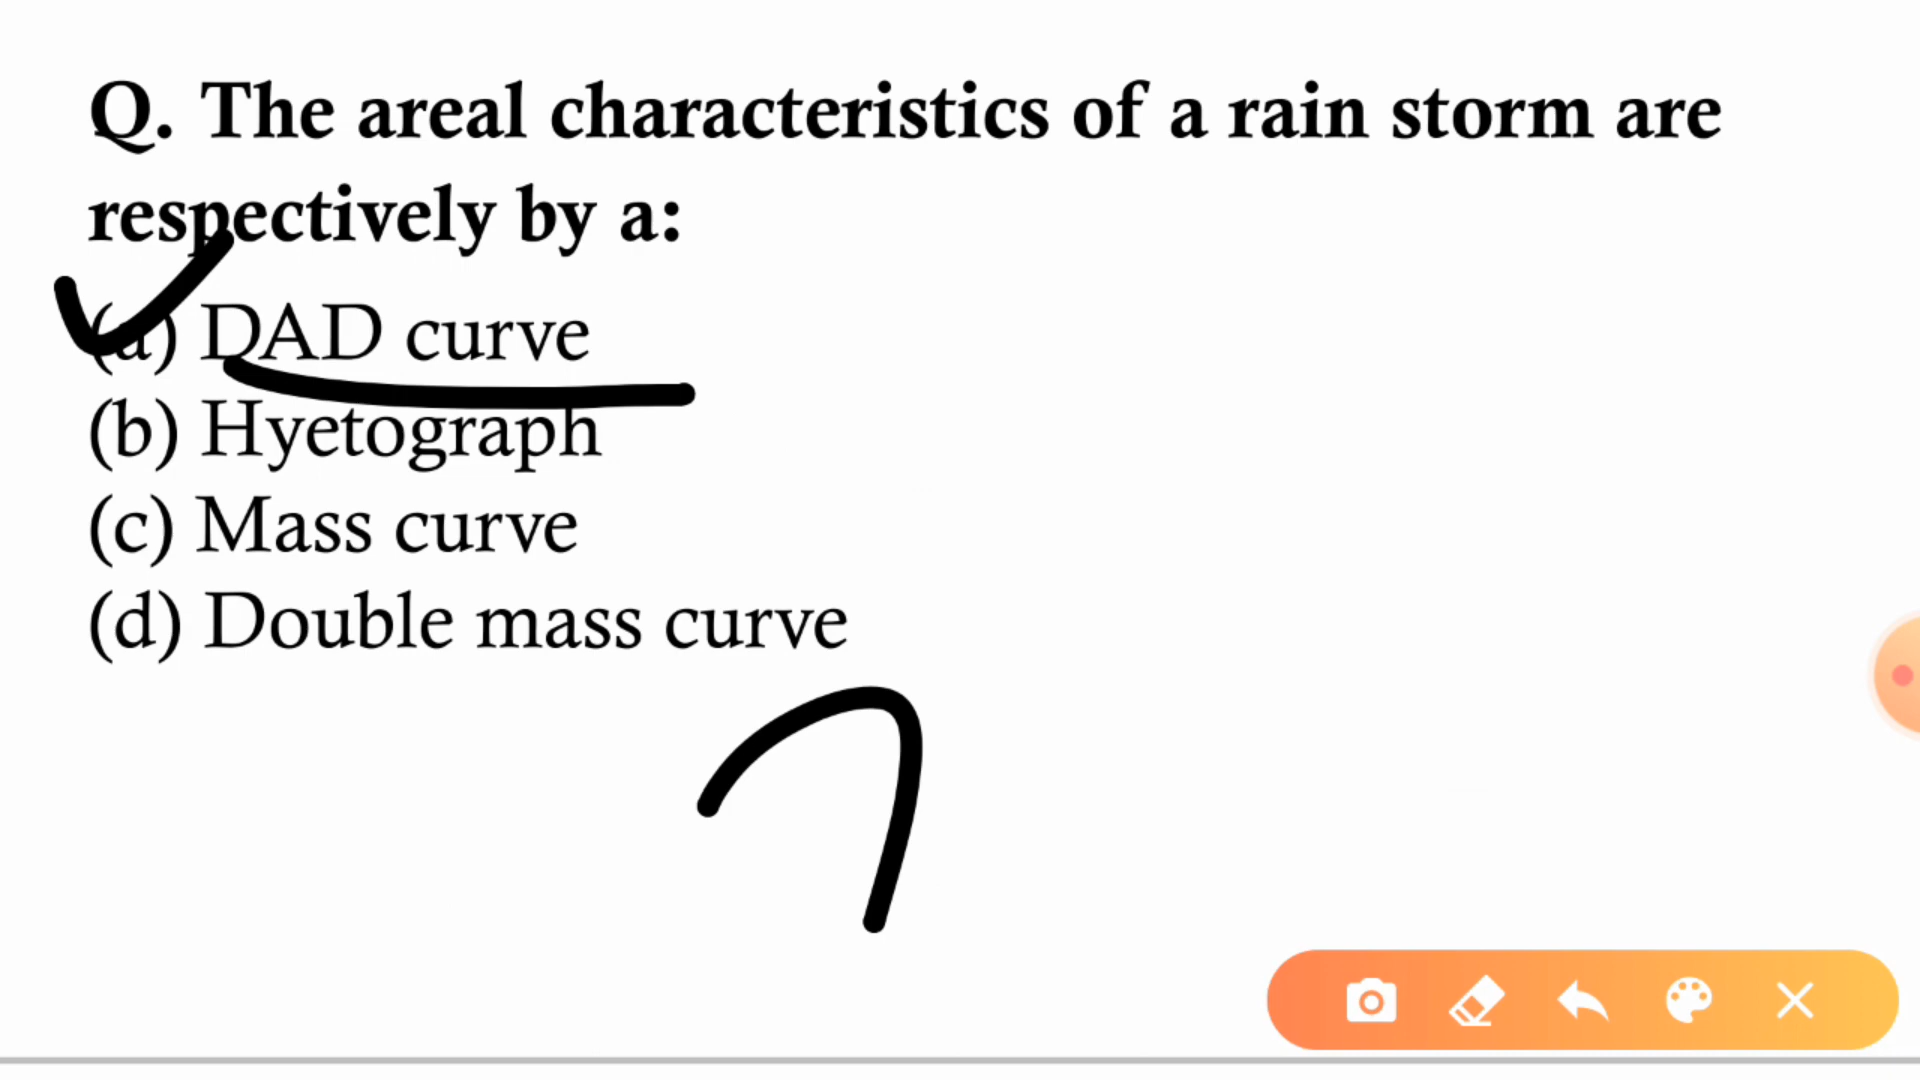 Q. The areal characteristics of a rain storm are
respectively by a:
(a) DAD curve
(b) Hyetograph
(c) Mass curve
(d) Double mass curve